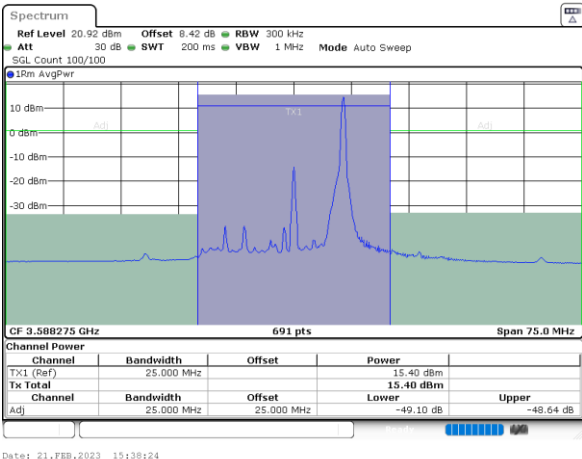 Spectrum
Ref Level 20.92 dBm Offset 8.42 dB RBW 300 kHz
Att 30 dB SWT 200 ms VBW 1 MHz Mode Auto Sweep
SGL Count 100/100
1Rm AvgPwr
TX1
10 dBm
Adj Adj
0 dBm
-10 dBm
-20 dBm
-30 dBm
CF 3.588275 GHz 691 pts Span 75.0 MHz
Channel Power
Channel Bandwidth Offset Power
TX1 (Ref) 25.000 MHz 15.40 dBm
Tx Total 15.40 dBm
Channel Bandwidth Offset Lower Upper
Adj 25.000 MHz 25.000 MHz -49.10 dB -48.64 dB
Ready
Date: 21.FEB.2023 15:38:24